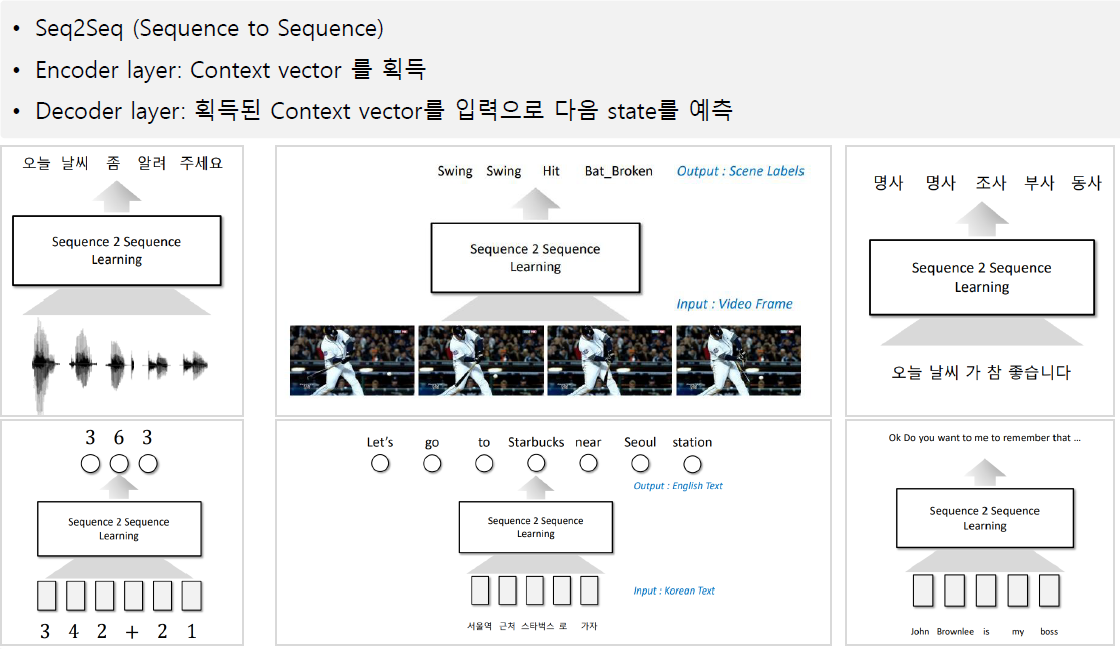 • Seq2Seq (Sequence to Sequence)
• Encoder layer: Context vector 를 획득
• Decoder layer: 획득된 Context vector를 입력으로 다음 state를 예측
오늘 날씨 좀 알려 주세요
Sequence 2 Sequence
Learning
Swing Swing Hit Bat_Broken Output : Scene Labels
Sequence 2 Sequence
Learning
Input : Video Frame
명사 명사 조사 부사 동사
Sequence 2 Sequence
Learning
오늘 날씨 가 참 좋습니다
3 6 3
Sequence 2 Sequence
Learning
3 4 2 + 2 1
Let's go to Starbucks near Seoul station
Output : English Text
Sequence 2 Sequence
Learning
Input : Korean Text
서울역 근처 스타벅스 로 가자
Ok Do you want to me to remember that ...
Sequence 2 Sequence
Learning
John Brownlee is my boss